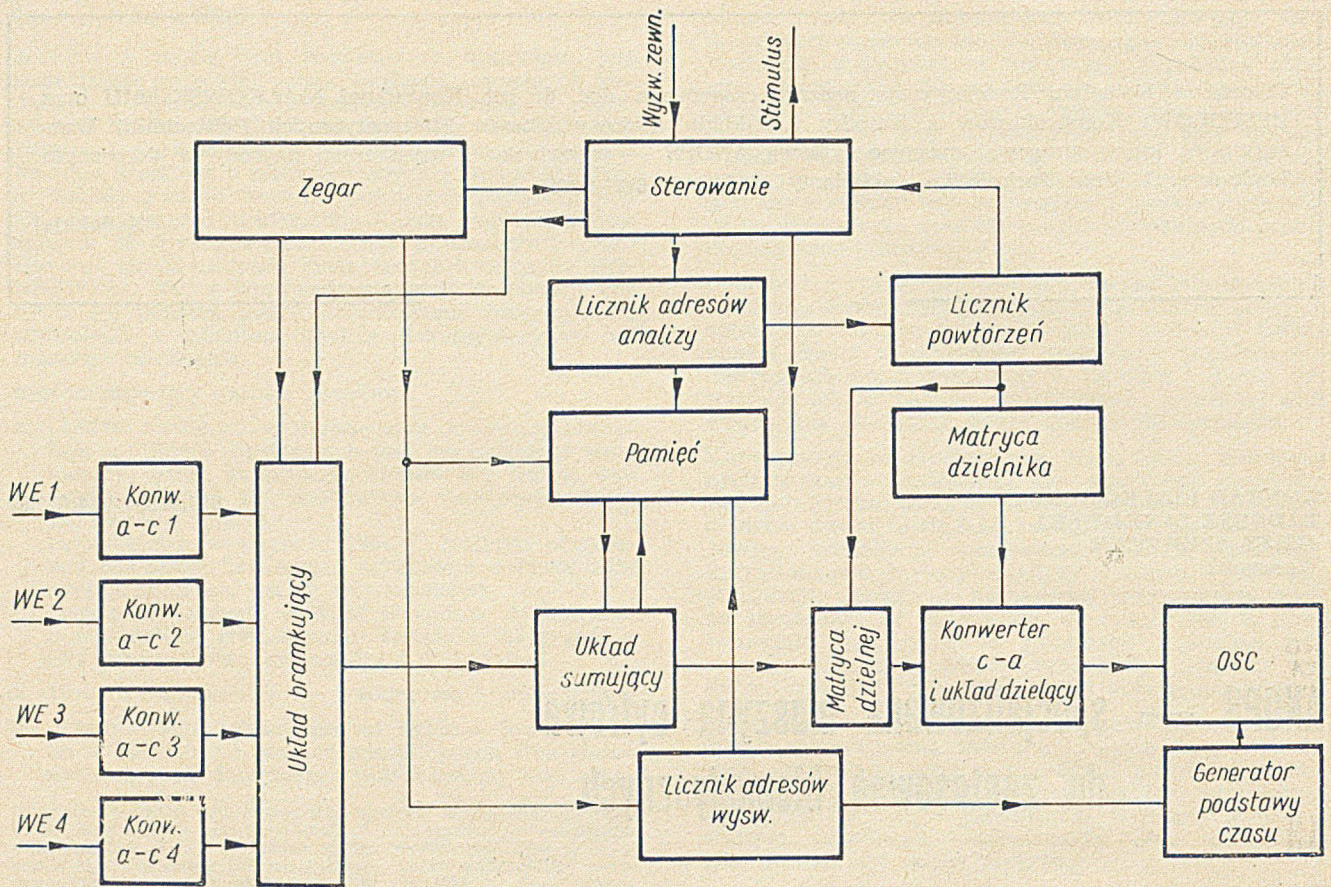 Wyzw. zewn.
Stimulus
Zegar
Sterowanie
Licznik adresów
analizy
Licznik
powtórzeń
Pamięć
Matryca
dzielnika
WE 1
Konw.
a-c 1
WE 2
Konw.
a-c 2
WE 3
Konw.
a-c 3
WE 4
Konw.
a-c 4
Układ bramkujący
Układ
sumujący
Matryca
dzielnej
Konwerter
c-a
i układ dzielący
OSC
Licznik adresów
wysw.
Generator
podstawy
czasu